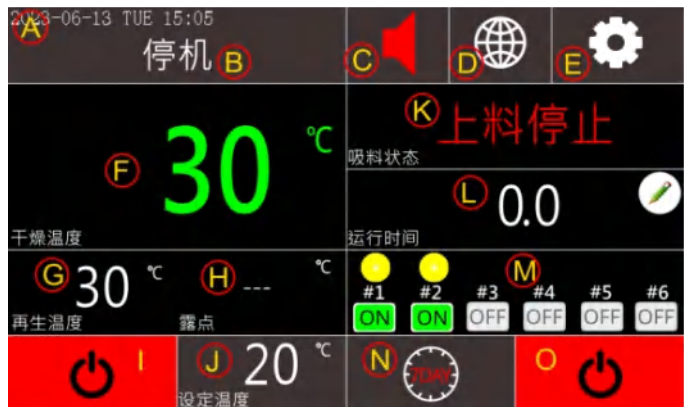 2023-06-13 TUE 15:05
A
停机 B
C
D
E
F 30 ℃
干燥温度
K 上料停止
吸料状态
L 0.0
运行时间
G 30 ℃
再生温度
H --- ℃
露点
M
#1 #2 #3 #4 #5 #6
ON ON OFF OFF OFF OFF
I
J 20 ℃
设定温度
N 7DAY
O